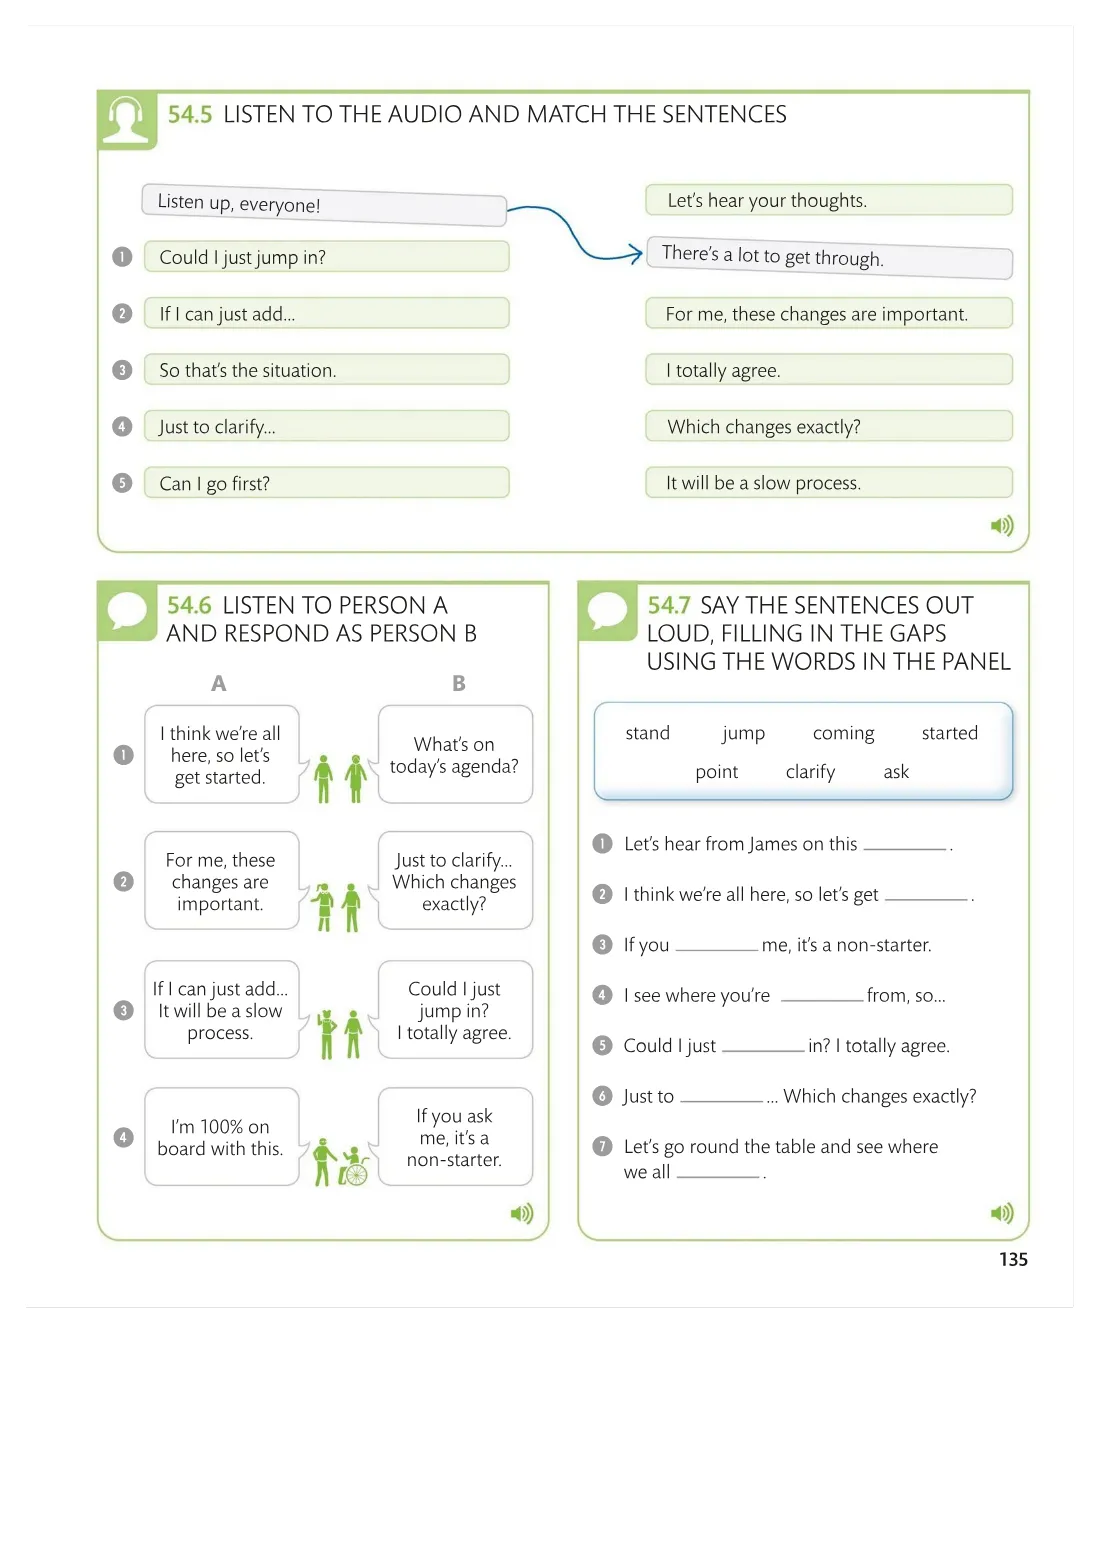 54.5 LISTEN TO THE AUDIO AND MATCH THE SENTENCES
Listen up, everyone!
Let's hear your thoughts.
1 Could I just jump in?
There's a lot to get through.
2 If I can just add...
For me, these changes are important.
3 So that's the situation.
I totally agree.
4 Just to clarify...
Which changes exactly?
5 Can I go first?
It will be a slow process.
54.6 LISTEN TO PERSON A
AND RESPOND AS PERSON B
A
B
1
I think we're all
here, so let's
get started.
What's on
today's agenda?
2
For me, these
changes are
important.
Just to clarify...
Which changes
exactly?
3
If I can just add...
It will be a slow
process.
Could I just
jump in?
I totally agree.
4
I'm 100% on
board with this.
If you ask
me, it's a
non-starter.
54.7 SAY THE SENTENCES OUT
LOUD, FILLING IN THE GAPS
USING THE WORDS IN THE PANEL
stand jump coming started
point clarify ask
1 Let's hear from James on this ________ .
2 I think we're all here, so let's get ________ .
3 If you ________ me, it's a non-starter.
4 I see where you're ________ from, so...
5 Could I just ________ in? I totally agree.
6 Just to ________ ... Which changes exactly?
7 Let's go round the table and see where
we all ________ .
135